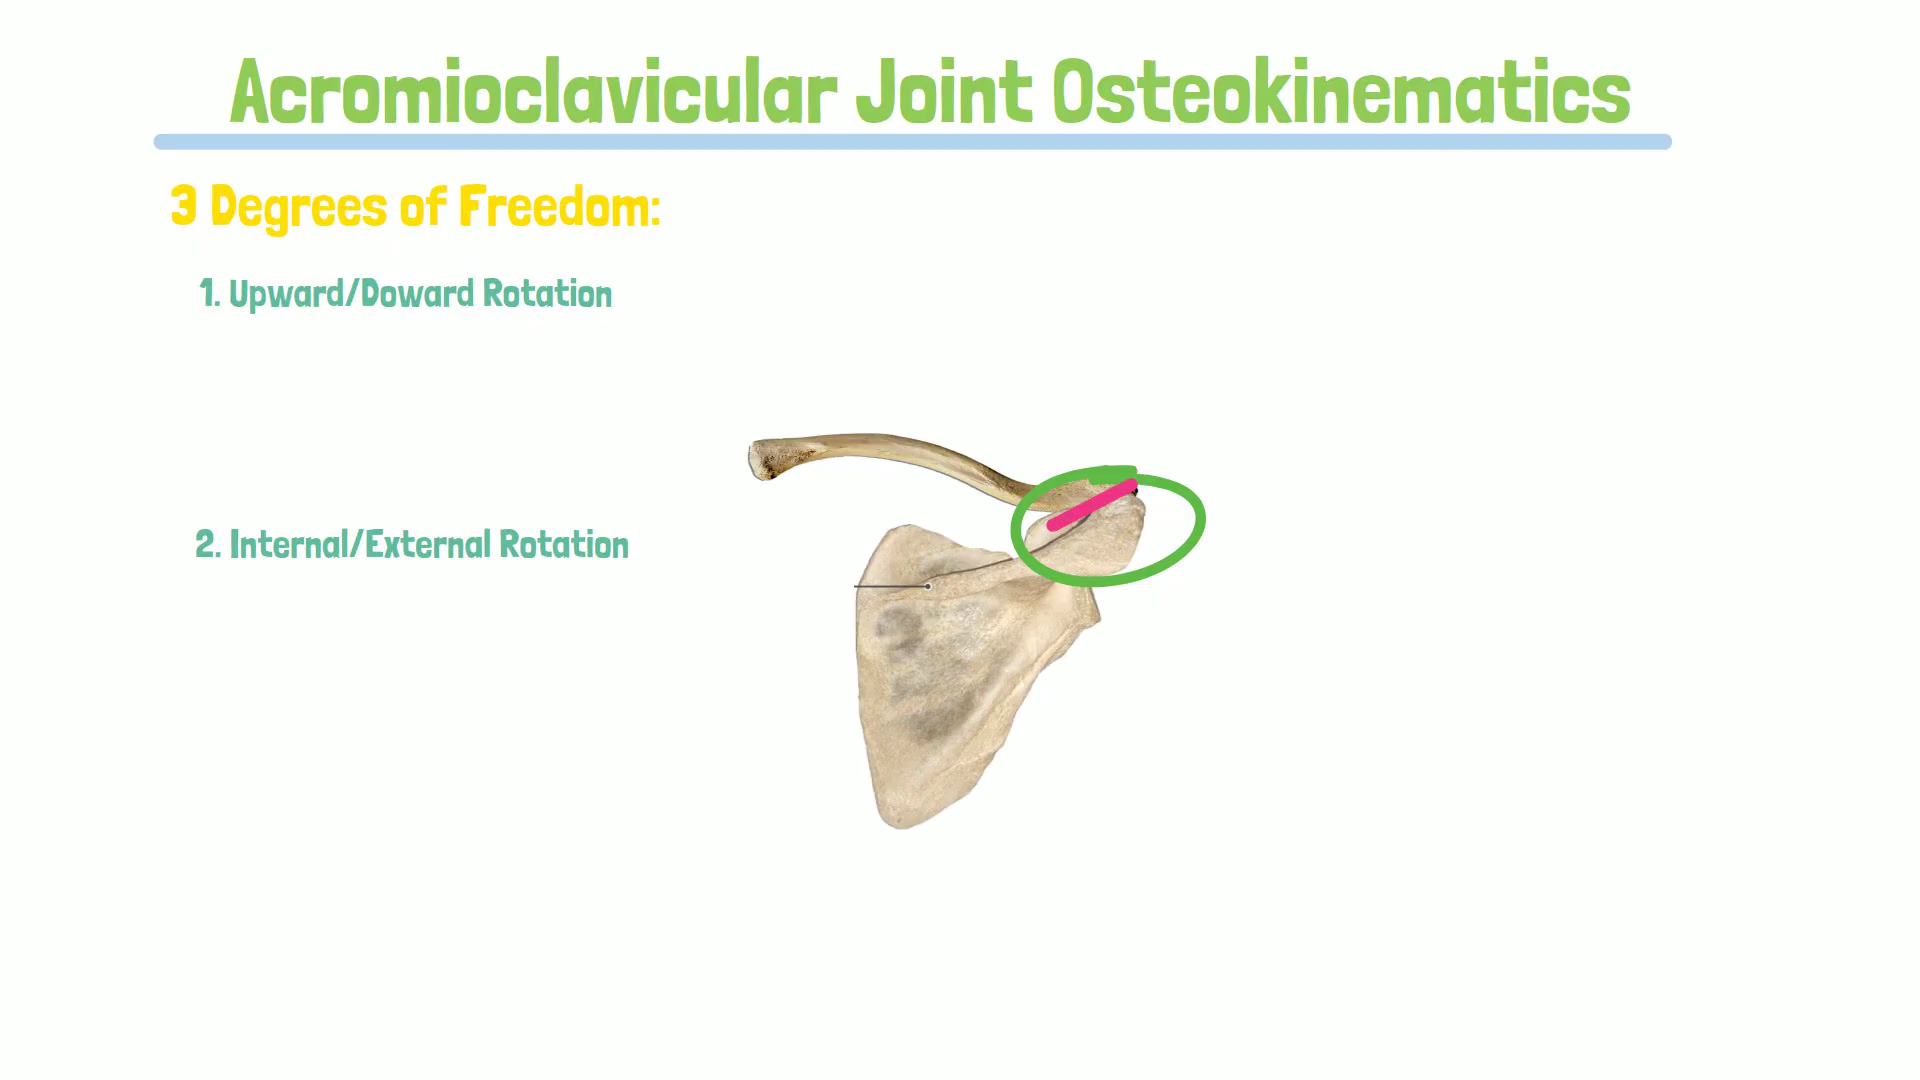 Acromioclavicular Joint Osteokinematics
3 Degrees of Freedom:
1. Upward/Doward Rotation
2. Internal/External Rotation